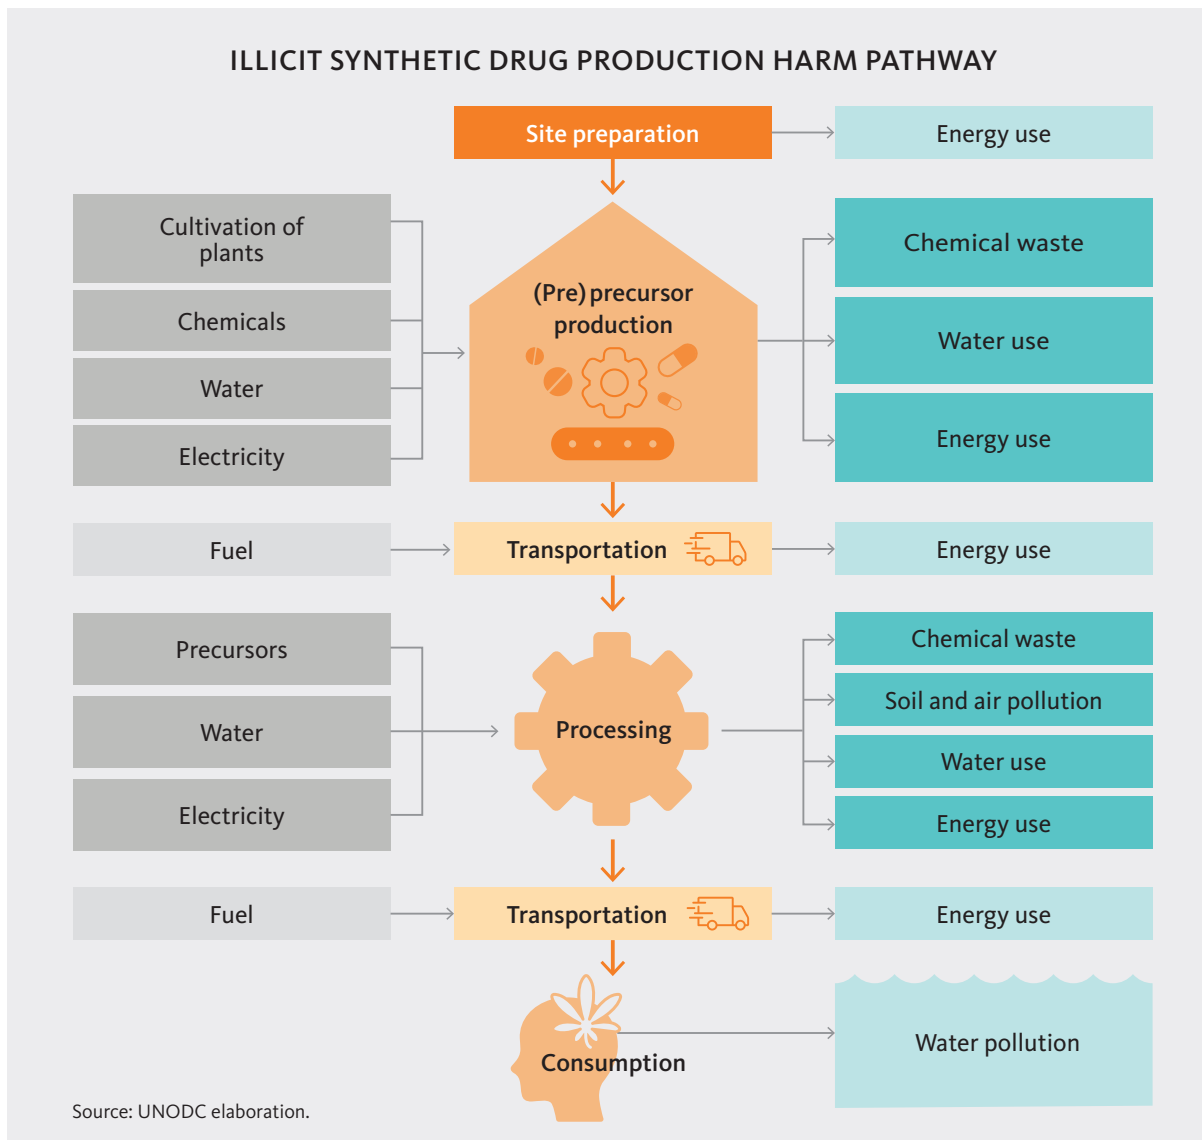 ILLICIT SYNTHETIC DRUG PRODUCTION HARM PATHWAY
Site preparation
Energy use
Cultivation of
plants
Chemicals
Water
Electricity
(Pre) precursor
production
Chemical waste
Water use
Energy use
Fuel
Transportation
Energy use
Precursors
Water
Electricity
Processing
Chemical waste
Soil and air pollution
Water use
Energy use
Fuel
Transportation
Energy use
Consumption
Water pollution
Source: UNODC elaboration.